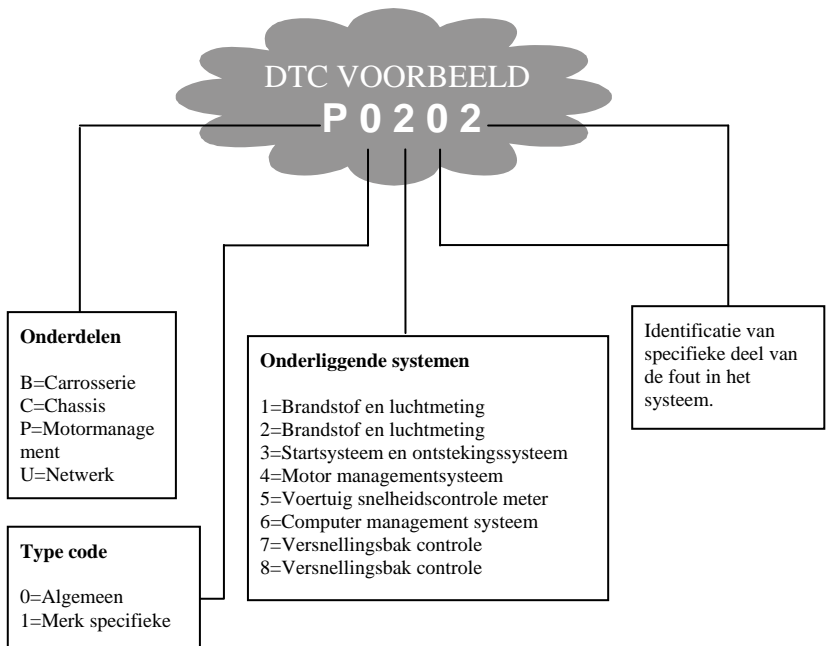 DTC VOORBEELD
P 0 2 0 2
Onderdelen
B=Carrosserie
C=Chassis
P=Motormanage
ment
U=Netwerk
Type code
0=Algemeen
1=Merk specifieke
Onderliggende systemen
1=Brandstof en luchtmeting
2=Brandstof en luchtmeting
3=Startsysteem en ontstekingssysteem
4=Motor managementsysteem
5=Voertuig snelheidscontrole meter
6=Computer management systeem
7=Versnellingsbak controle
8=Versnellingsbak controle
Identificatie van
specifieke deel van
de fout in het
systeem.